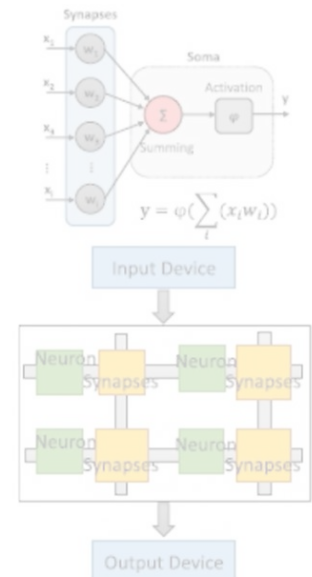 Synapses
Soma
x₁
w₁
x₂
w₂
x₃
w₃
⋮
⋮
xᵢ
wᵢ
Σ
Summing
Activation
φ
y
y = φ(∑ᵢ(xᵢwᵢ))
Input Device
Neuron
Synapses
Neuron
Synapses
Neuron
Synapses
Neuron
Synapses
Output Device